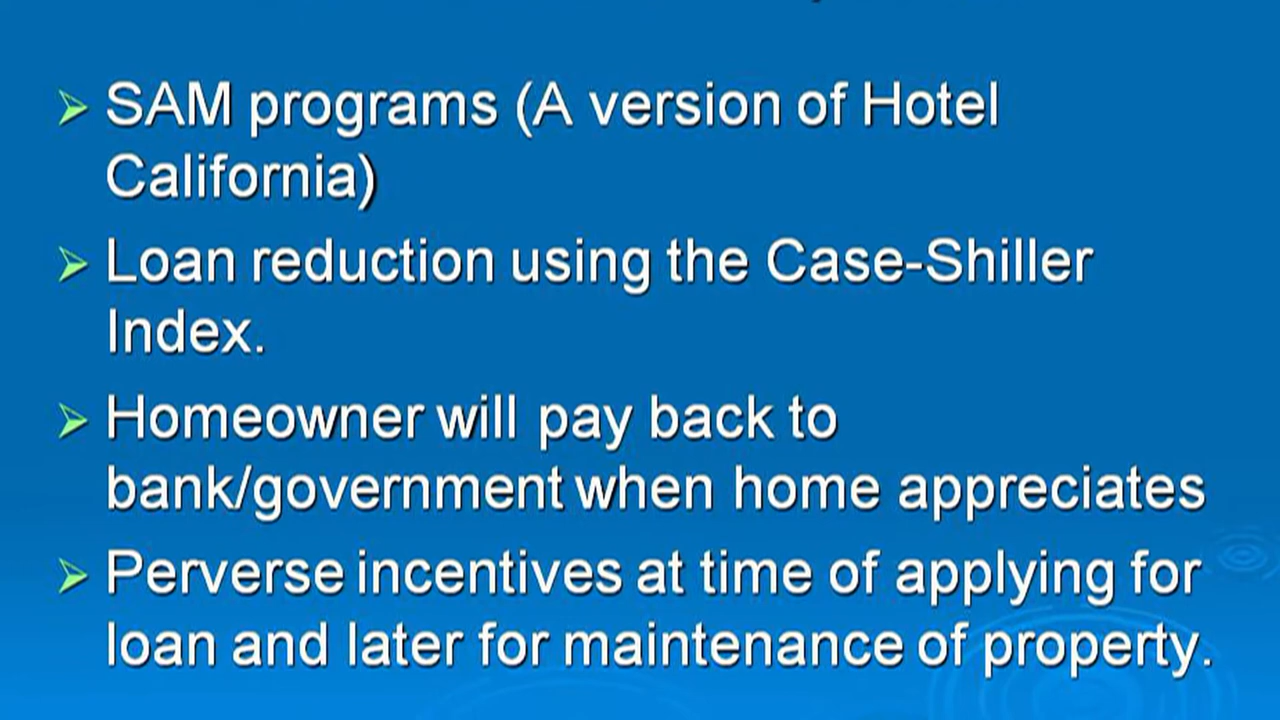 SAM programs (A version of Hotel
California)
Loan reduction using the Case-Shiller
Index.
Homeowner will pay back to
bank/government when home appreciates
Perverse incentives at time of applying for
loan and later for maintenance of property.